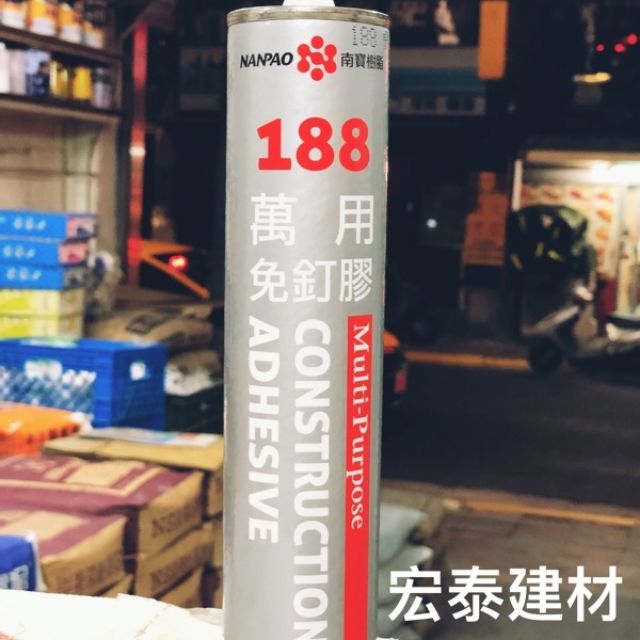 188
NANPAO 南寶樹脂
188
萬用
免釘膠
Multi-Purpose
CONSTRUCTION
ADHESIVE
宏泰建材